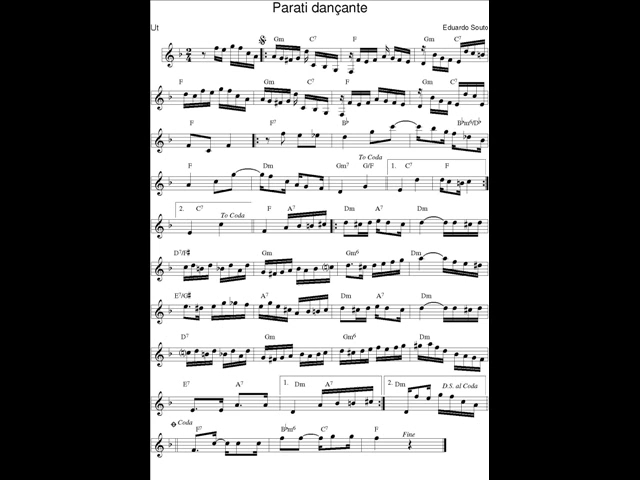 Parati dançante
Ut
Eduardo Souto
Gm C7 F Gm C7
F Gm C7 F Gm C7
F F7 B♭ B♭m6/D♭
To Coda
F Dm Gm7 G/F 1. C7 F
2. C7 To Coda F A7 Dm A7 Dm
D7/F# Gm Gm6 Dm
E7/G# A7 Dm A7 Dm
D7 Gm Gm6 Dm
E7 A7 1. Dm A7 2. Dm D.S. al Coda
Coda
F7 B♭m6 C7 F Fine